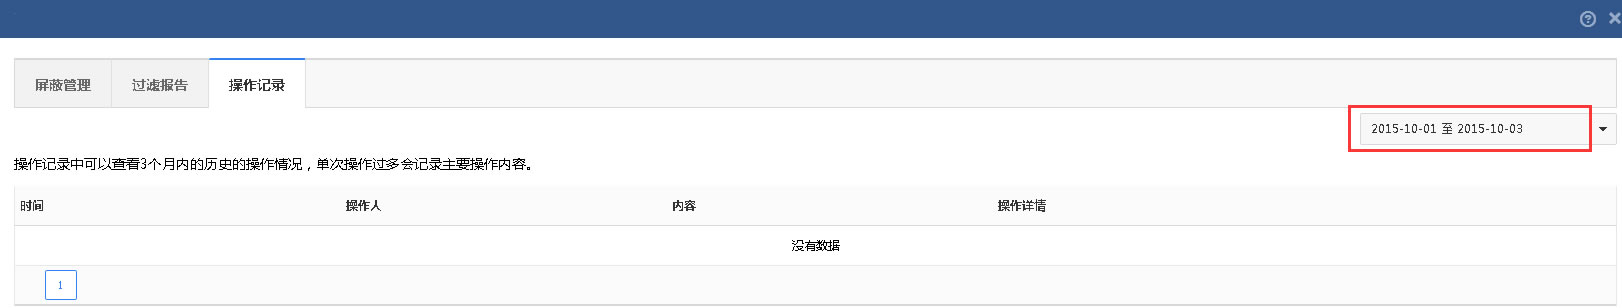 屏蔽管理 过滤报告 操作记录
2015-10-01 至 2015-10-03
操作记录中可以查看3个月内的历史的操作情况，单次操作过多会记录主要操作内容。
时间 操作人 内容 操作详情
没有数据
1